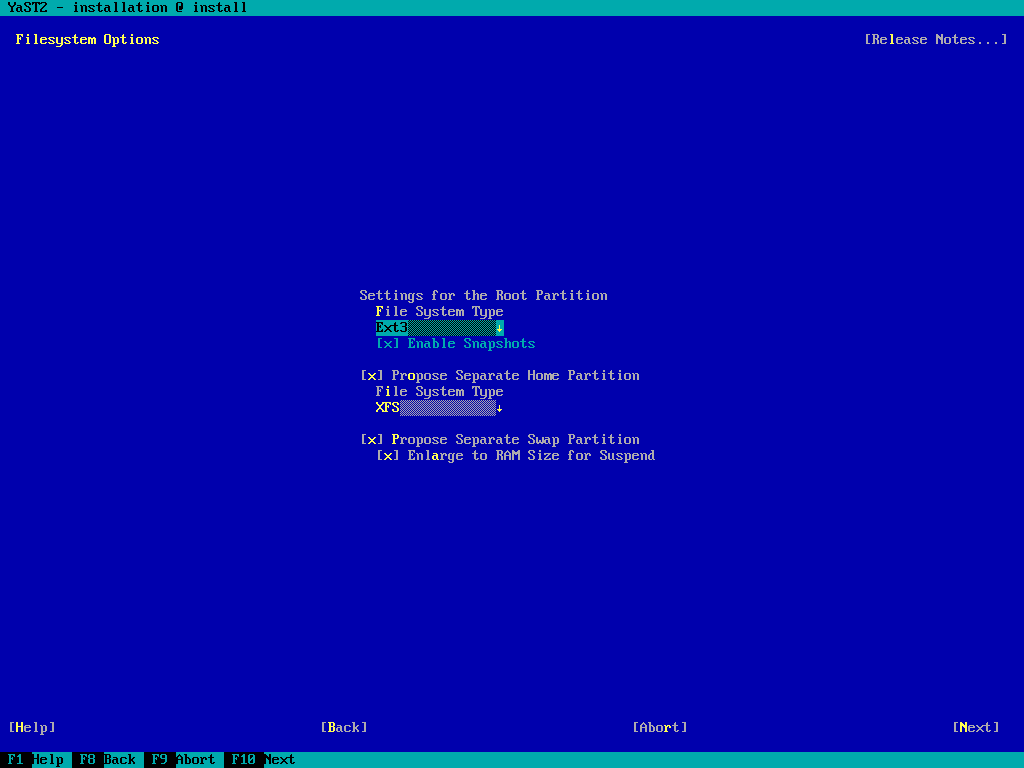 YaST2 - installation @ install
Filesystem Options [Release Notes...]
Settings for the Root Partition
File System Type
Ext3↓
[x] Enable Snapshots
[x] Propose Separate Home Partition
File System Type
XFS↓
[x] Propose Separate Swap Partition
[x] Enlarge to RAM Size for Suspend
[Help] [Back] [Abort] [Next]
F1 Help F8 Back F9 Abort F10 Next